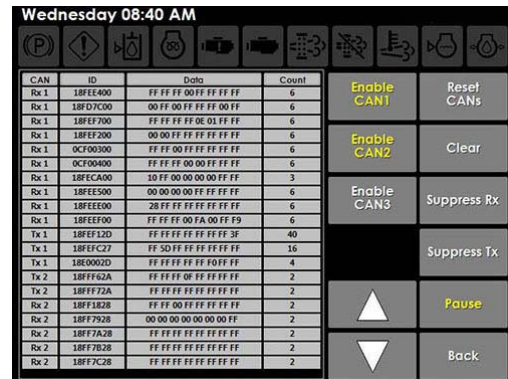 Wednesday 08:40 AM
(P)
CAN ID Data Count
Rx 1 18FEE400 FF FF FF 00 FF FF FF FF 6
Rx 1 18FD7C00 00 FF 00 FF FF FF 00 FF 6
Rx 1 18FEF700 FF FF FF FF 0E 01 FF FF 6
Rx 1 18FEF200 00 00 FF FF FF FF FF FF 6
Rx 1 0CF00300 FF FF 00 FF FF FF FF FF 6
Rx 1 0CF00400 FF FF FF 00 00 FF FF FF 6
Rx 1 18FECA00 10 FF 00 00 00 00 FF FF 3
Rx 1 18FEE500 00 00 00 00 FF FF FF FF 6
Rx 1 18FEEE00 28 FF FF FF FF FF FF FF 6
Rx 1 18FEEF00 FF FF FF 00 FA 00 FF F9 6
Tx 1 18FEF12D FF FF FF FF FF FF FF 3F 40
Tx 1 18FEFC27 FF 5D FF FF FF FF FF FF 16
Tx 1 18E0002D FF FF FF FF FF F0 FF FF 4
Tx 2 18FFF62A FF FF FF 0F FF FF FF FF 2
Tx 2 18FFF72A FF FF FF FF FF FF FF FF 2
Rx 2 18FF1828 FF FF 00 FF FF FF FF FF 2
Rx 2 18FF7928 00 00 00 00 00 00 00 FF 2
Rx 2 18FF7A28 FF FF FF FF FF FF FF FF 2
Rx 2 18FF7B28 FF FF FF FF FF FF FF FF 2
Rx 2 18FF7C28 FF FF FF FF FF FF FF FF 2
Enable
CAN1
Reset
CANs
Enable
CAN2
Clear
Enable
CAN3
Suppress Rx
Suppress Tx
Pause
Back